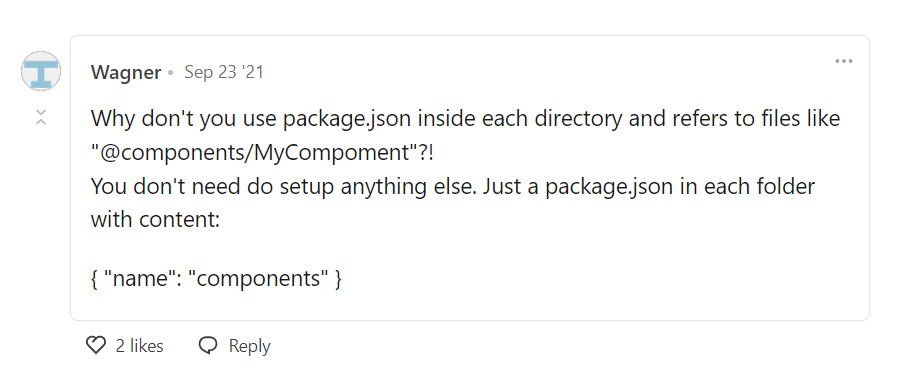 Wagner • Sep 23 '21
Why don't you use package.json inside each directory and refers to files like
"@components/MyCompoment"?!
You don't need do setup anything else. Just a package.json in each folder
with content:
{ "name": "components" }
2 likes Reply